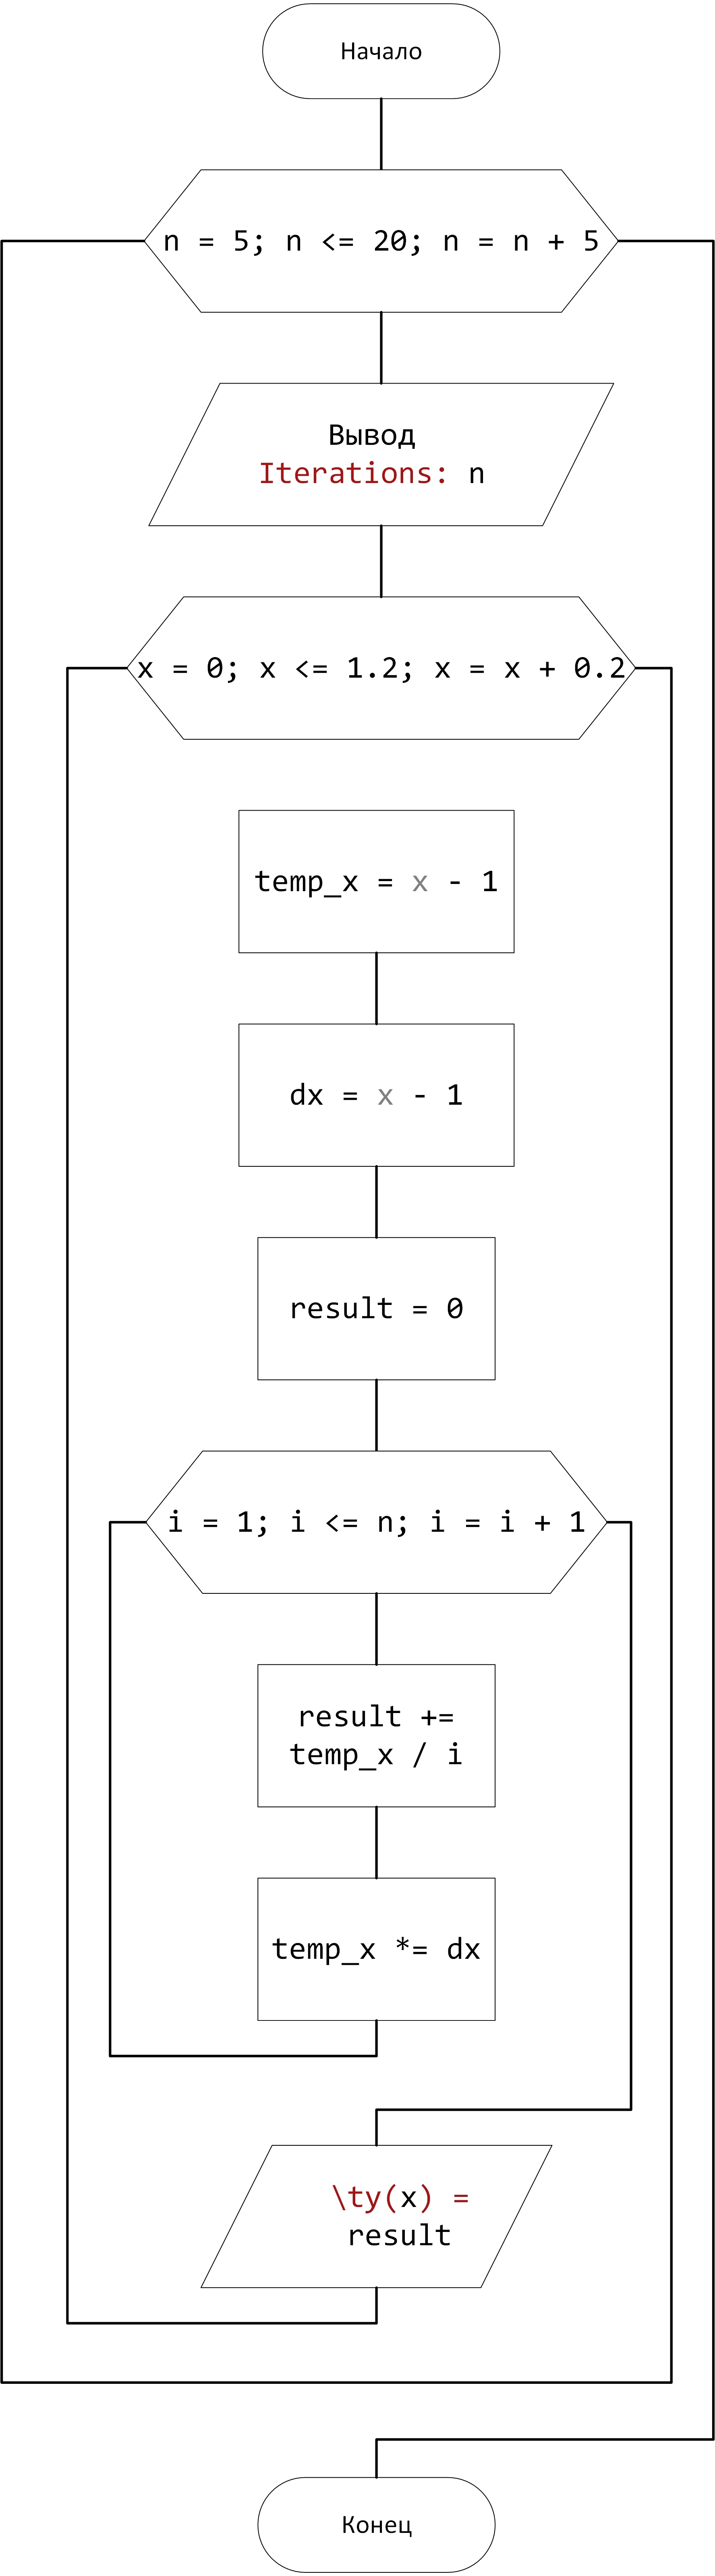 Начало
n = 5; n <= 20; n = n + 5
Вывод
Iterations: n
x = 0; x <= 1.2; x = x + 0.2
temp_x = x - 1
dx = x - 1
result = 0
i = 1; i <= n; i = i + 1
result +=
temp_x / i
temp_x *= dx
\ty(x) =
result
Конец